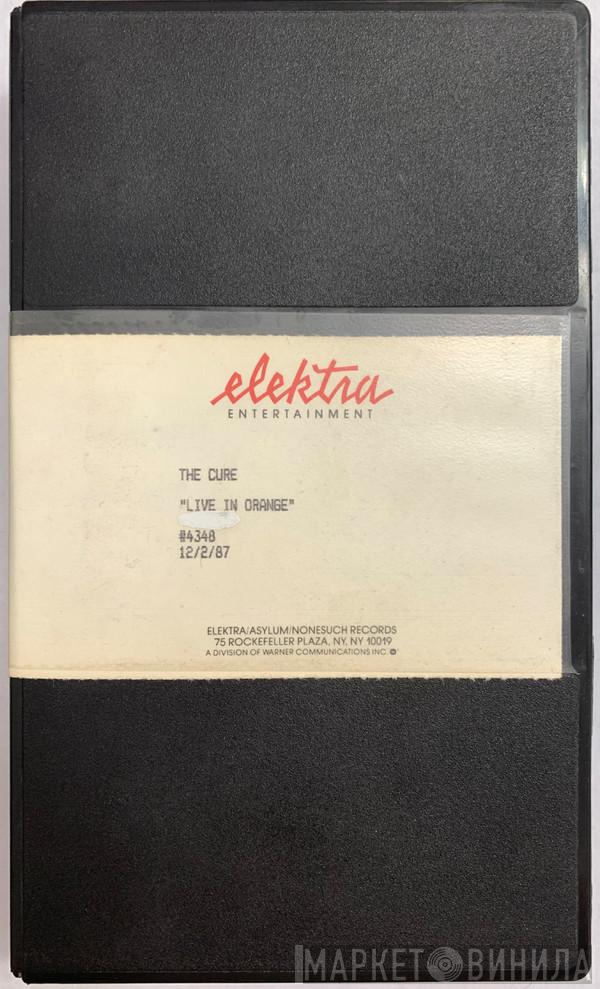 elektra
ENTERTAINMENT
THE CURE
"LIVE IN ORANGE"
#4348
12/2/87
ELEKTRA/ASYLUM/NONESUCH RECORDS
75 ROCKEFELLER PLAZA, NY, NY 10019
A DIVISION OF WARNER COMMUNICATIONS INC.
МАРКЕТ ВИНИЛА